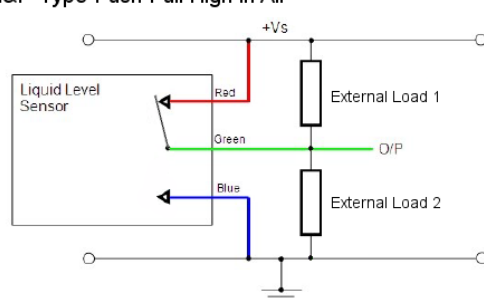 Type Push-Pull High in Air
+Vs
Liquid Level
Sensor
Red
External Load 1
Green
O/P
Blue
External Load 2